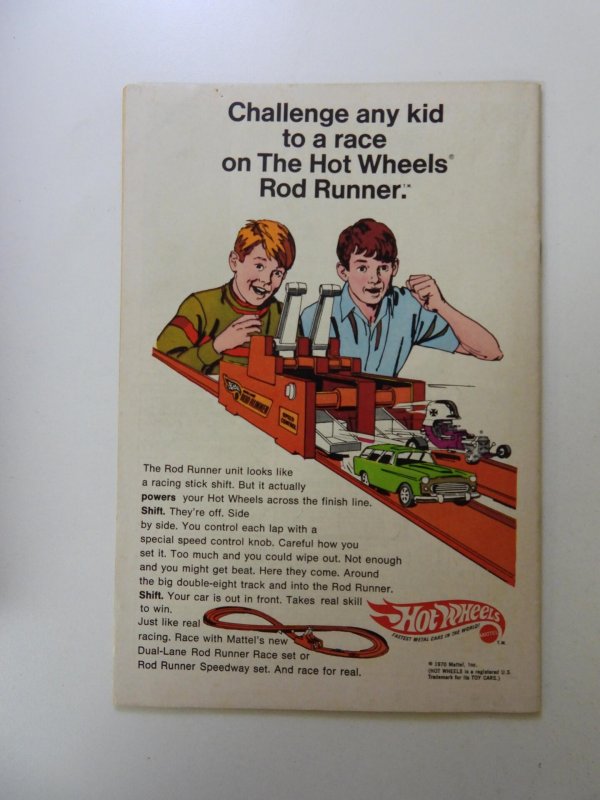 Challenge any kid
to a race
on The Hot Wheels®
Rod Runner.™
ROD RUNNER
SPEED
CONTROL
The Rod Runner unit looks like
a racing stick shift. But it actually
powers your Hot Wheels across the finish line.
Shift. They're off. Side
by side. You control each lap with a
special speed control knob. Careful how you
set it. Too much and you could wipe out. Not enough
and you might get beat. Here they come. Around
the big double-eight track and into the Rod Runner.
Shift. Your car is out in front. Takes real skill
to win.
Just like real
racing. Race with Mattel's new
Dual-Lane Rod Runner Race set or
Rod Runner Speedway set. And race for real.
Hot Wheels
FASTEST METAL CARS IN THE WORLD!
MATTEL
T.M.
© 1970 Mattel, Inc.
(HOT WHEELS is a registered U.S.
Trademark for its TOY CARS.)